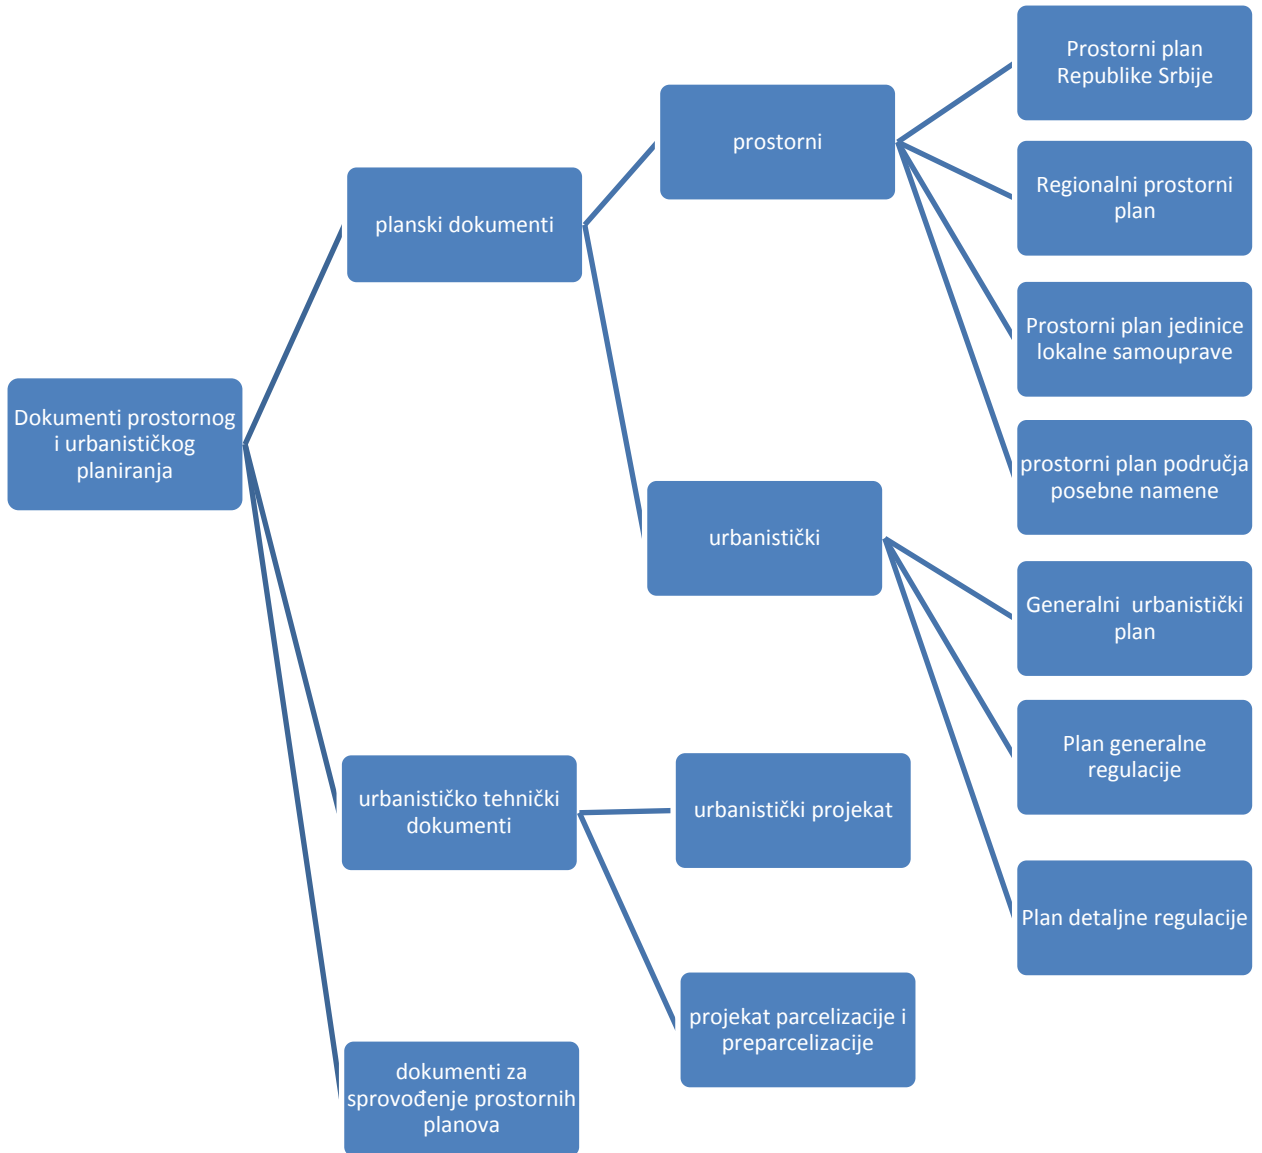 Dokumenti prostornog
i urbanističkog
planiranja
planski dokumenti
prostorni
Prostorni plan
Republike Srbije
Regionalni prostorni
plan
Prostorni plan jedinice
lokalne samouprave
prostorni plan područja
posebne namene
urbanistički
Generalni  urbanistički
plan
Plan generalne
regulacije
Plan detaljne regulacije
urbanističko tehnički
dokumenti
urbanistički projekat
projekat parcelizacije i
preparcelizacije
dokumenti za
sprovođenje prostornih
planova